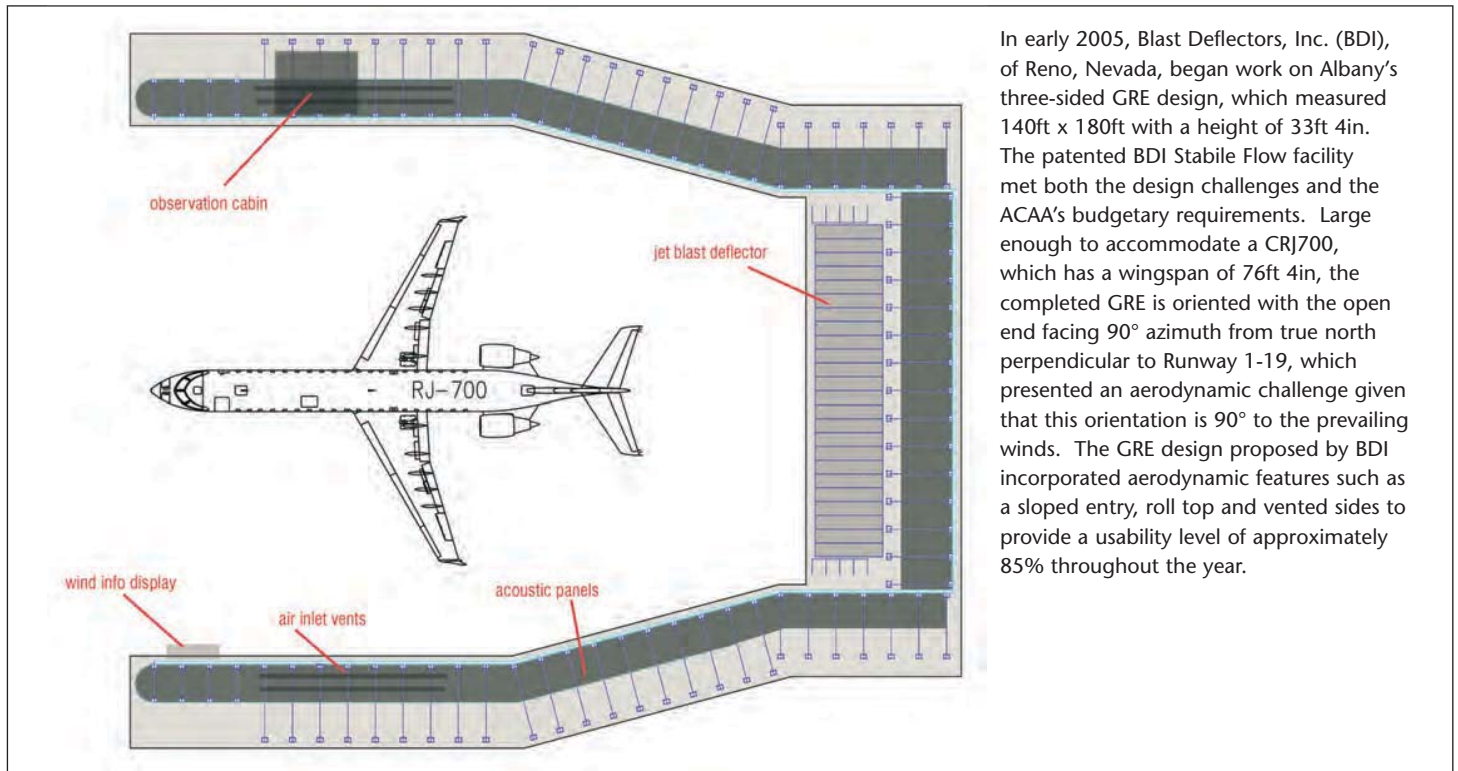 observation cabin
jet blast deflector
RJ-700
wind info display
air inlet vents
acoustic panels
In early 2005, Blast Deflectors, Inc. (BDI),
of Reno, Nevada, began work on Albany’s
three-sided GRE design, which measured
140ft x 180ft with a height of 33ft 4in.
The patented BDI Stabile Flow facility
met both the design challenges and the
ACAA’s budgetary requirements.  Large
enough to accommodate a CRJ700,
which has a wingspan of 76ft 4in, the
completed GRE is oriented with the open
end facing 90° azimuth from true north
perpendicular to Runway 1-19, which
presented an aerodynamic challenge given
that this orientation is 90° to the prevailing
winds.  The GRE design proposed by BDI
incorporated aerodynamic features such as
a sloped entry, roll top and vented sides to
provide a usability level of approximately
85% throughout the year.